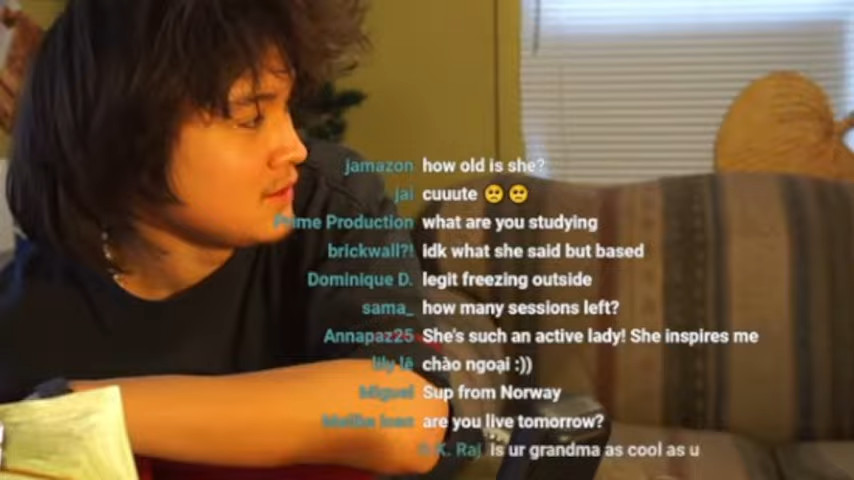 jamazon how old is she?
jai cuuute 🥺 🥺
Prime Production what are you studying
brickwall?! idk what she said but based
Dominique D. legit freezing outside
sama_ how many sessions left?
Annapaz25 She's such an active lady! She inspires me
lily lê chào ngoại :))
Miguel Sup from Norway
are you live tomorrow?
K. Raj is ur grandma as cool as u